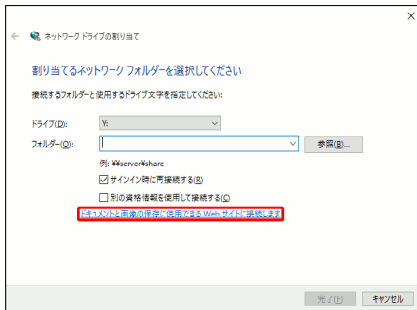 ネットワーク ドライブの割り当て
割り当てるネットワーク フォルダーを選択してください
接続するフォルダーと使用するドライブ文字を指定してください:
ドライブ(D): Y:
フォルダー(O): 参照(B)...
例: ¥¥server¥share
サインイン時に再接続する(R)
別の資格情報を使用して接続する(C)
ドキュメントと画像の保存に使用できる Web サイトに接続します
完了(F) キャンセル